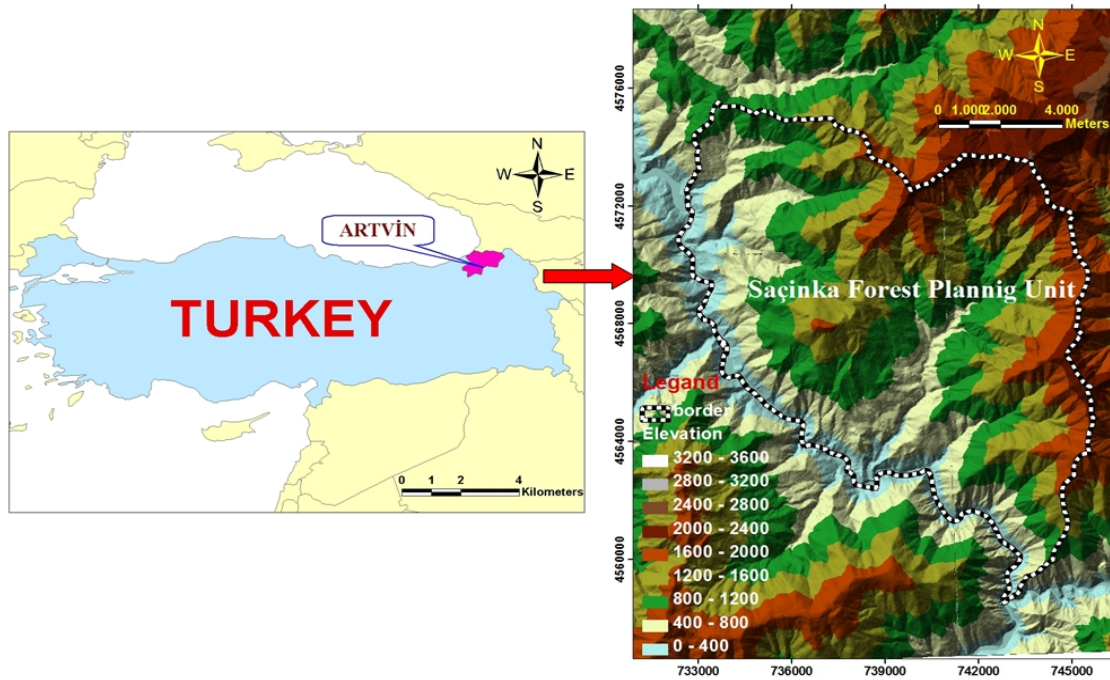 N
W E
S
ARTVİN
TURKEY
0 2 4
Kilometers
N
W E
S
0 1.000 2.000 4.000
Meters
4576000
4572000
4568000
4564000
4560000
Saçinka Forest Plannig Unit
Legand
border
Elevation
3200 - 3600
2800 - 3200
2400 - 2800
2000 - 2400
1600 - 2000
1200 - 1600
800 - 1200
400 - 800
0 - 400
733000 736000 739000 742000 745000